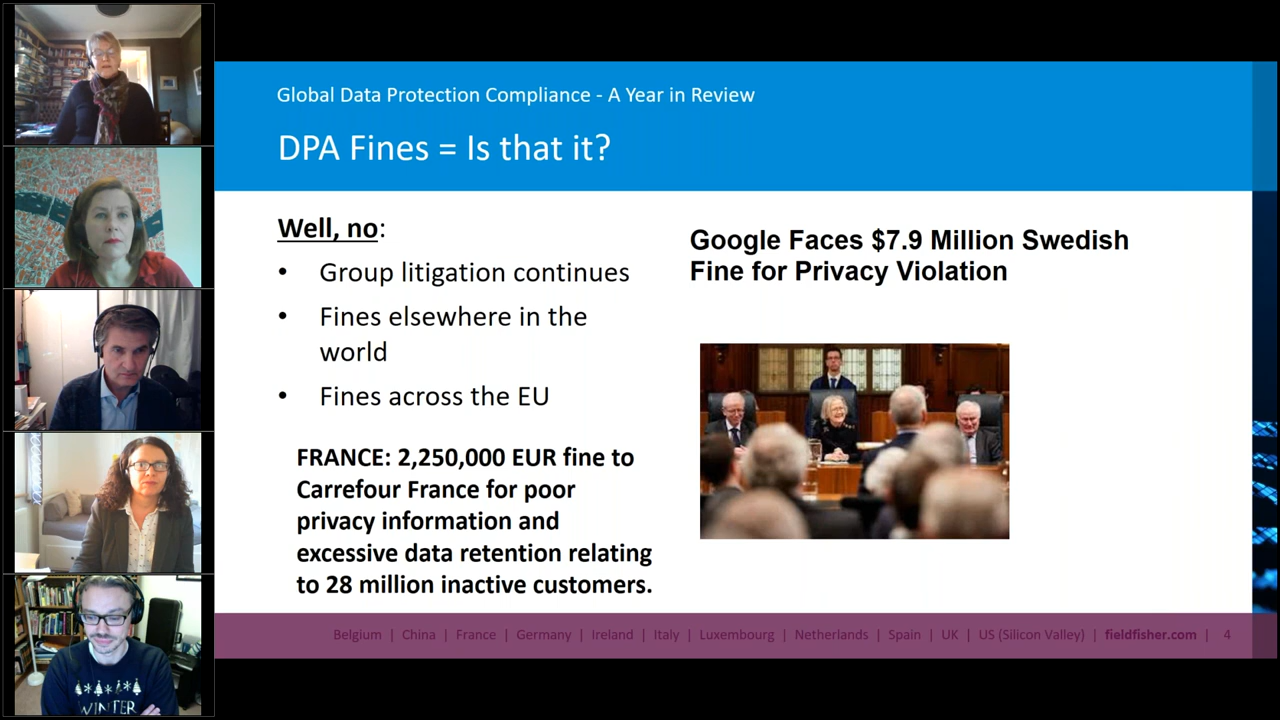 Global Data Protection Compliance - A Year in Review
DPA Fines = Is that it?
Well, no:
• Group litigation continues
• Fines elsewhere in the
world
• Fines across the EU
FRANCE: 2,250,000 EUR fine to
Carrefour France for poor
privacy information and
excessive data retention relating
to 28 million inactive customers.
Google Faces $7.9 Million Swedish
Fine for Privacy Violation
Belgium | China | France | Germany | Ireland | Italy | Luxembourg | Netherlands | Spain | UK | US (Silicon Valley) | fieldfisher.com | 4
WINTER